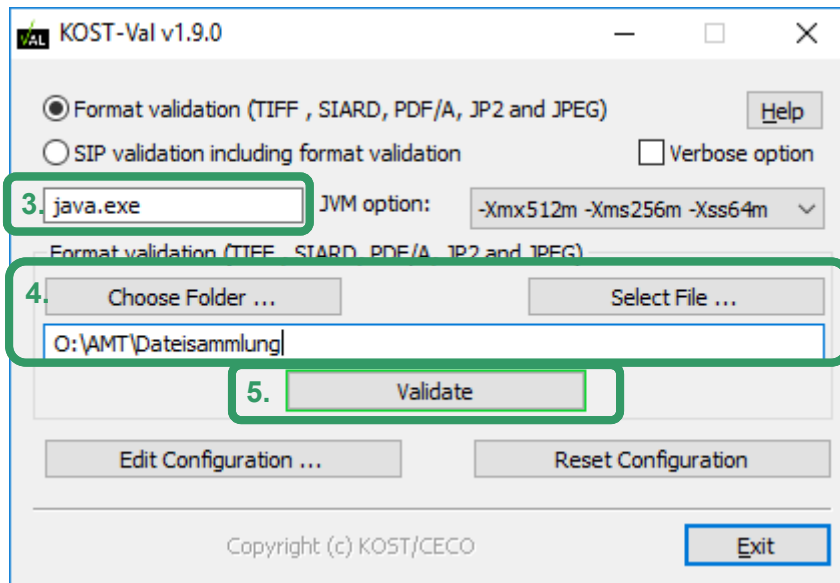 VAL KOST-Val v1.9.0
Format validation (TIFF , SIARD, PDF/A, JP2 and JPEG) Help
SIP validation including format validation Verbose option
3. java.exe JVM option: -Xmx512m -Xms256m -Xss64m
Format validation (TIFF , SIARD, PDF/A, JP2 and JPEG)
4. Choose Folder ... Select File ...
O:\AMT\Dateisammlung
5. Validate
Edit Configuration ... Reset Configuration
Copyright (c) KOST/CECO Exit